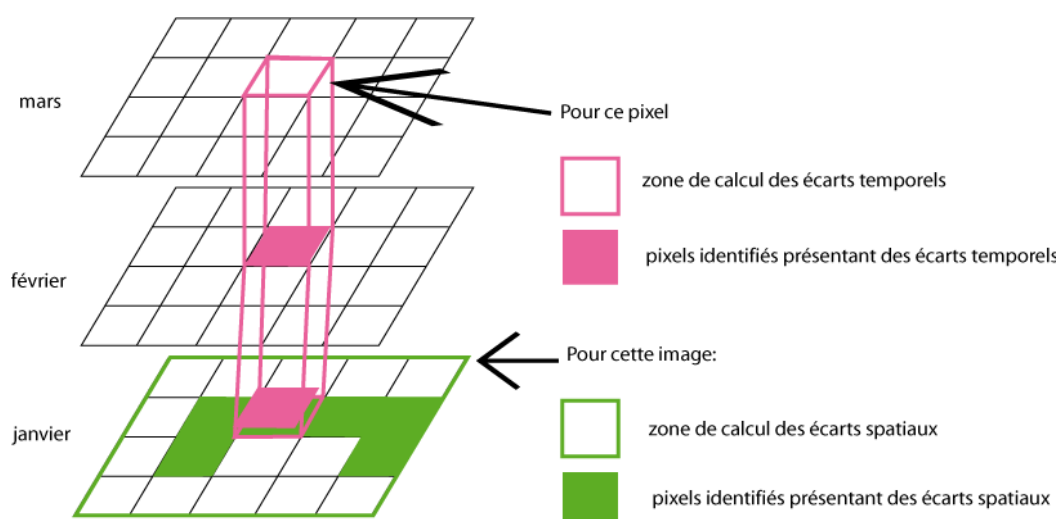 mars
Pour ce pixel
zone de calcul des écarts temporels
pixels identifiés présentant des écarts temporels
février
Pour cette image:
janvier
zone de calcul des écarts spatiaux
pixels identifiés présentant des écarts spatiaux